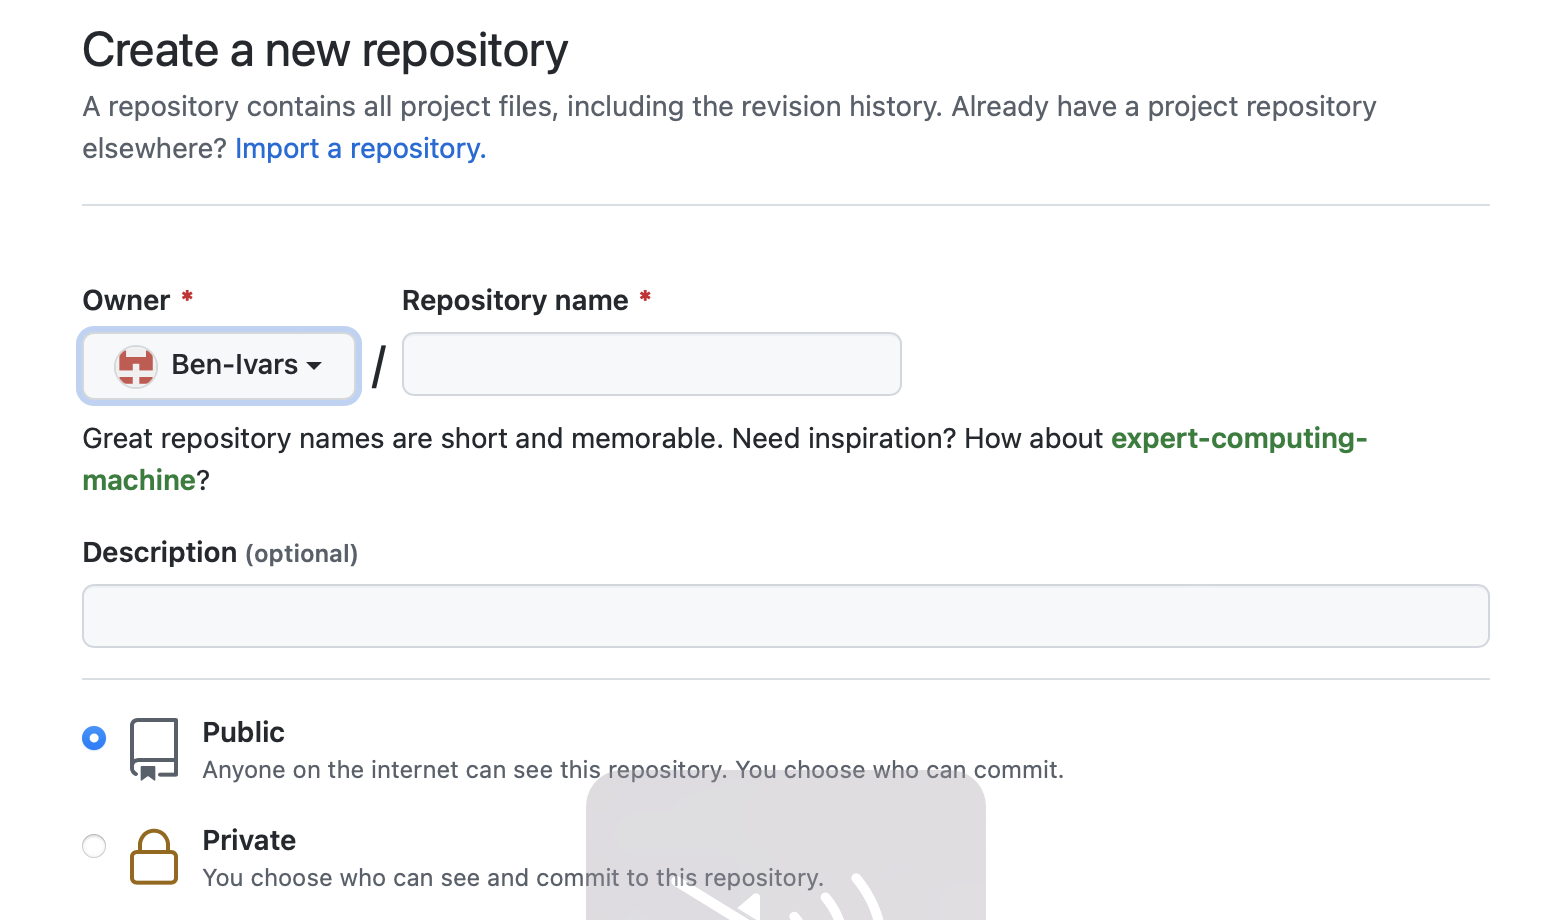 Create a new repository
A repository contains all project files, including the revision history. Already have a project repository
elsewhere? Import a repository.
Owner * Repository name *
Ben-Ivars /
Great repository names are short and memorable. Need inspiration? How about expert-computing-
machine?
Description (optional)
Public
Anyone on the internet can see this repository. You choose who can commit.
Private
You choose who can see and commit to this repository.